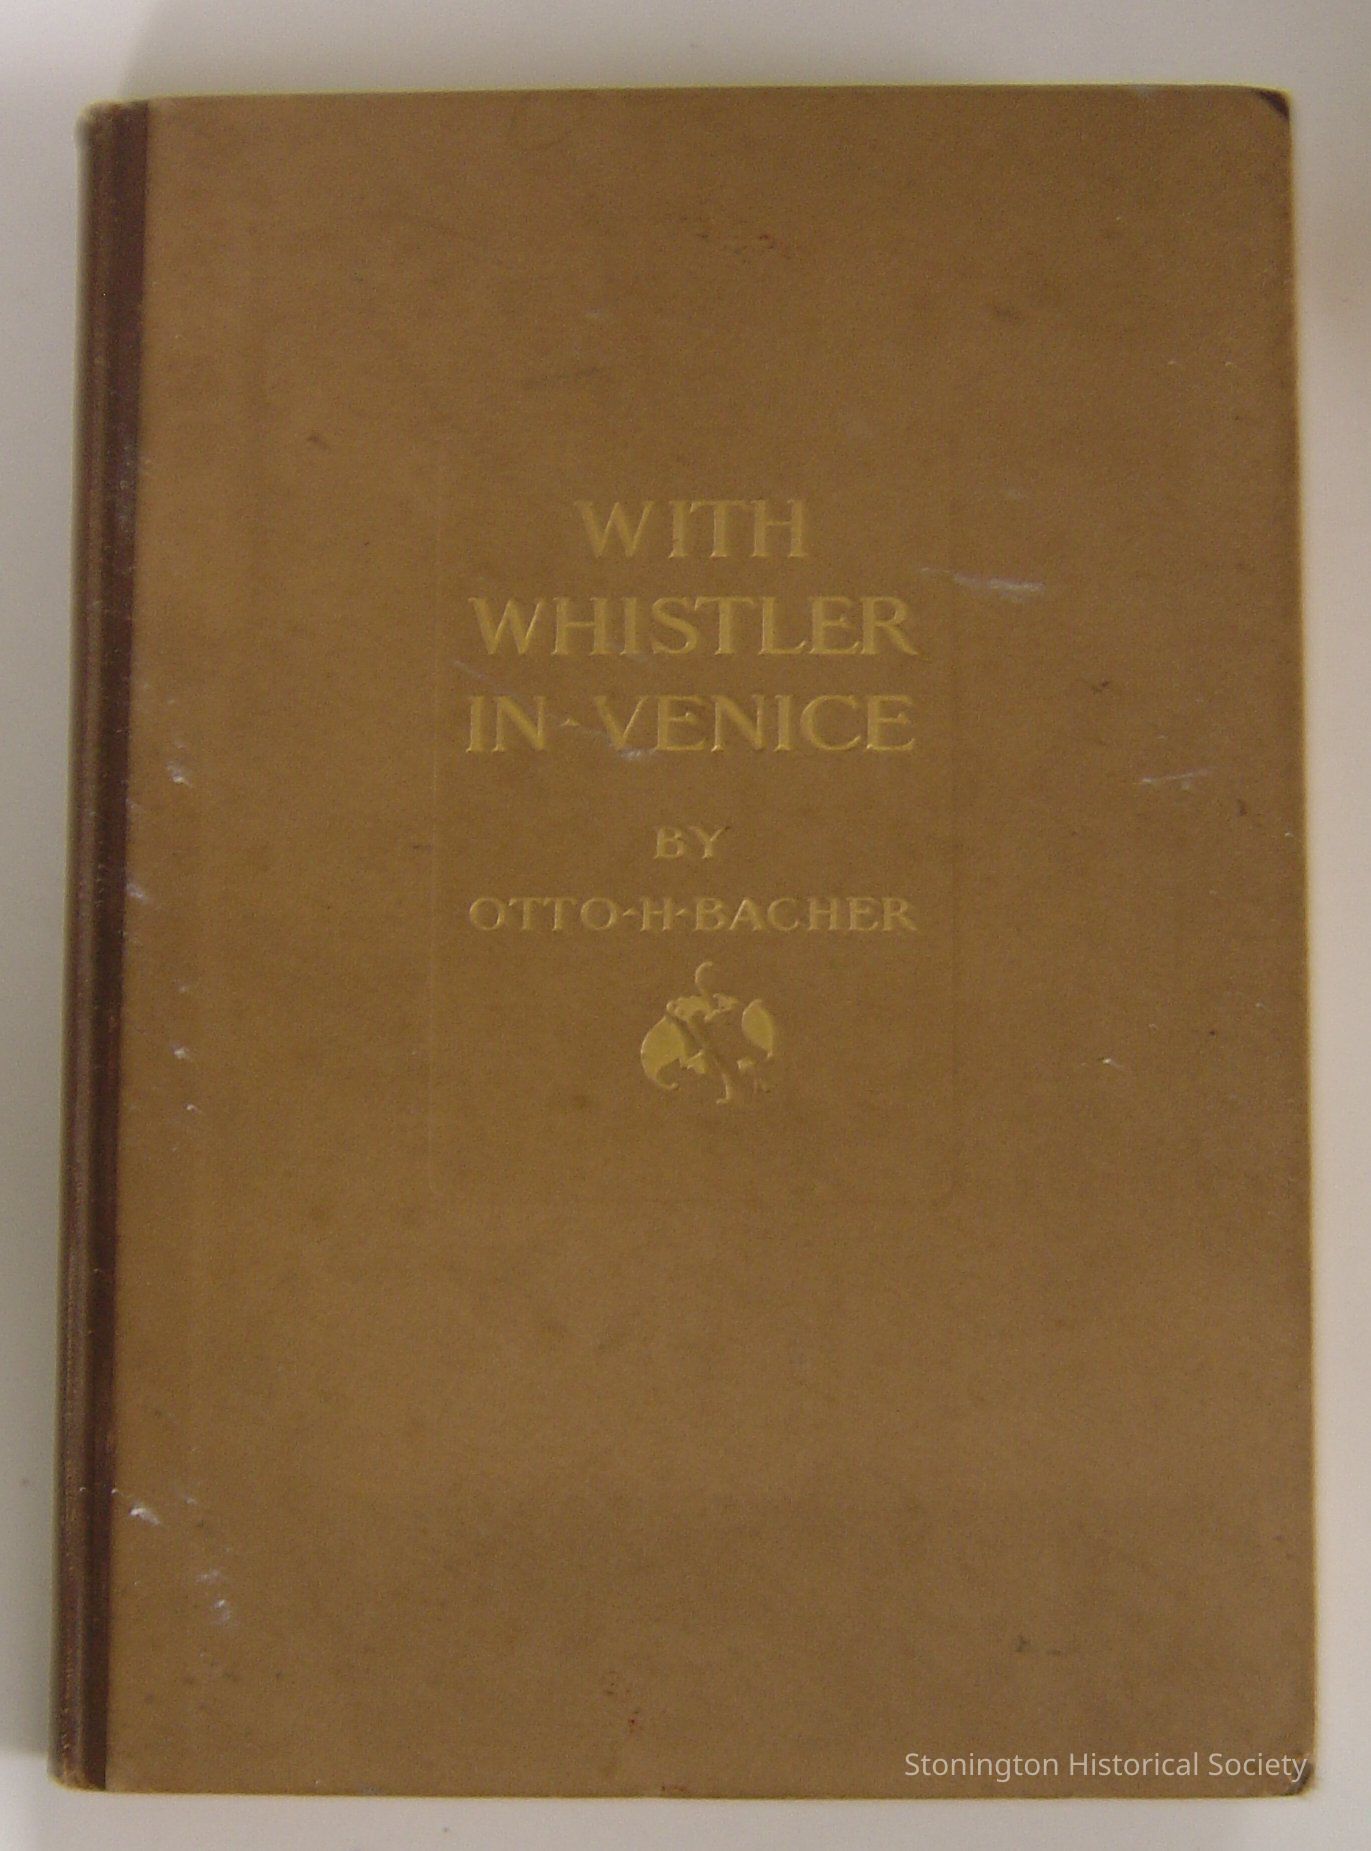 WITH
WHISTLER
IN·VENICE
BY
OTTO·H·BACHER
Stonington Historical Society